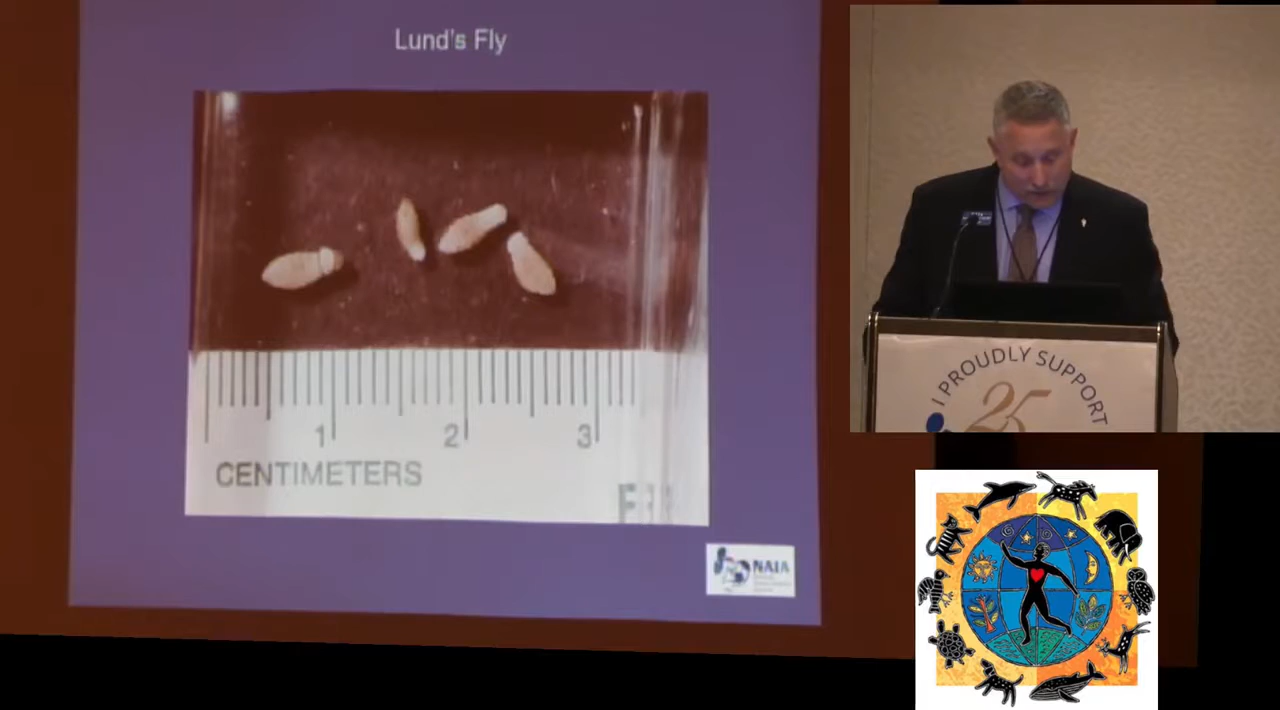 Lund's Fly
1 2 3
CENTIMETERS
NAIA
I PROUDLY SUPPORT
25